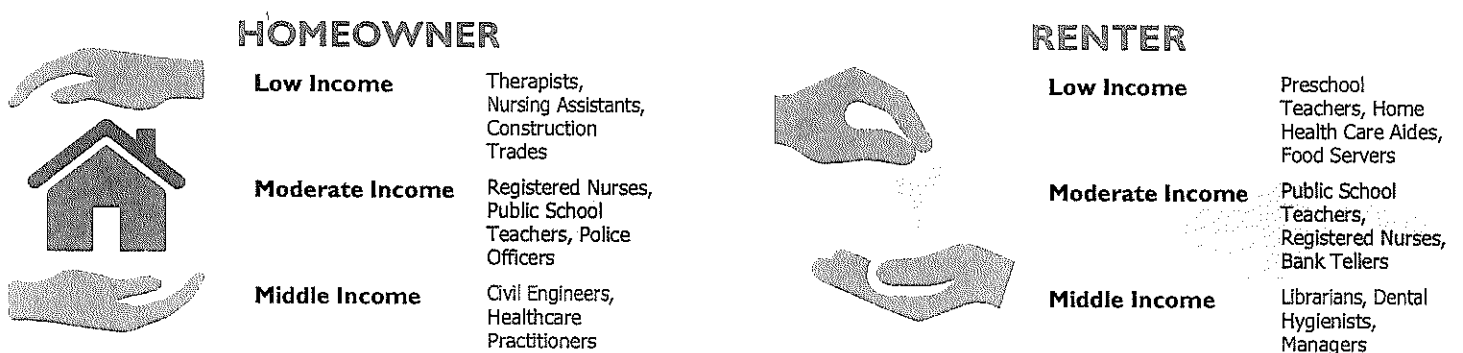 HOMEOWNER
Low Income
Therapists,
Nursing Assistants,
Construction
Trades
Moderate Income
Registered Nurses,
Public School
Teachers, Police
Officers
Middle Income
Civil Engineers,
Healthcare
Practitioners
RENTER
Low Income
Preschool
Teachers, Home
Health Care Aides,
Food Servers
Moderate Income
Public School
Teachers,
Registered Nurses,
Bank Tellers
Middle Income
Librarians, Dental
Hygienists,
Managers